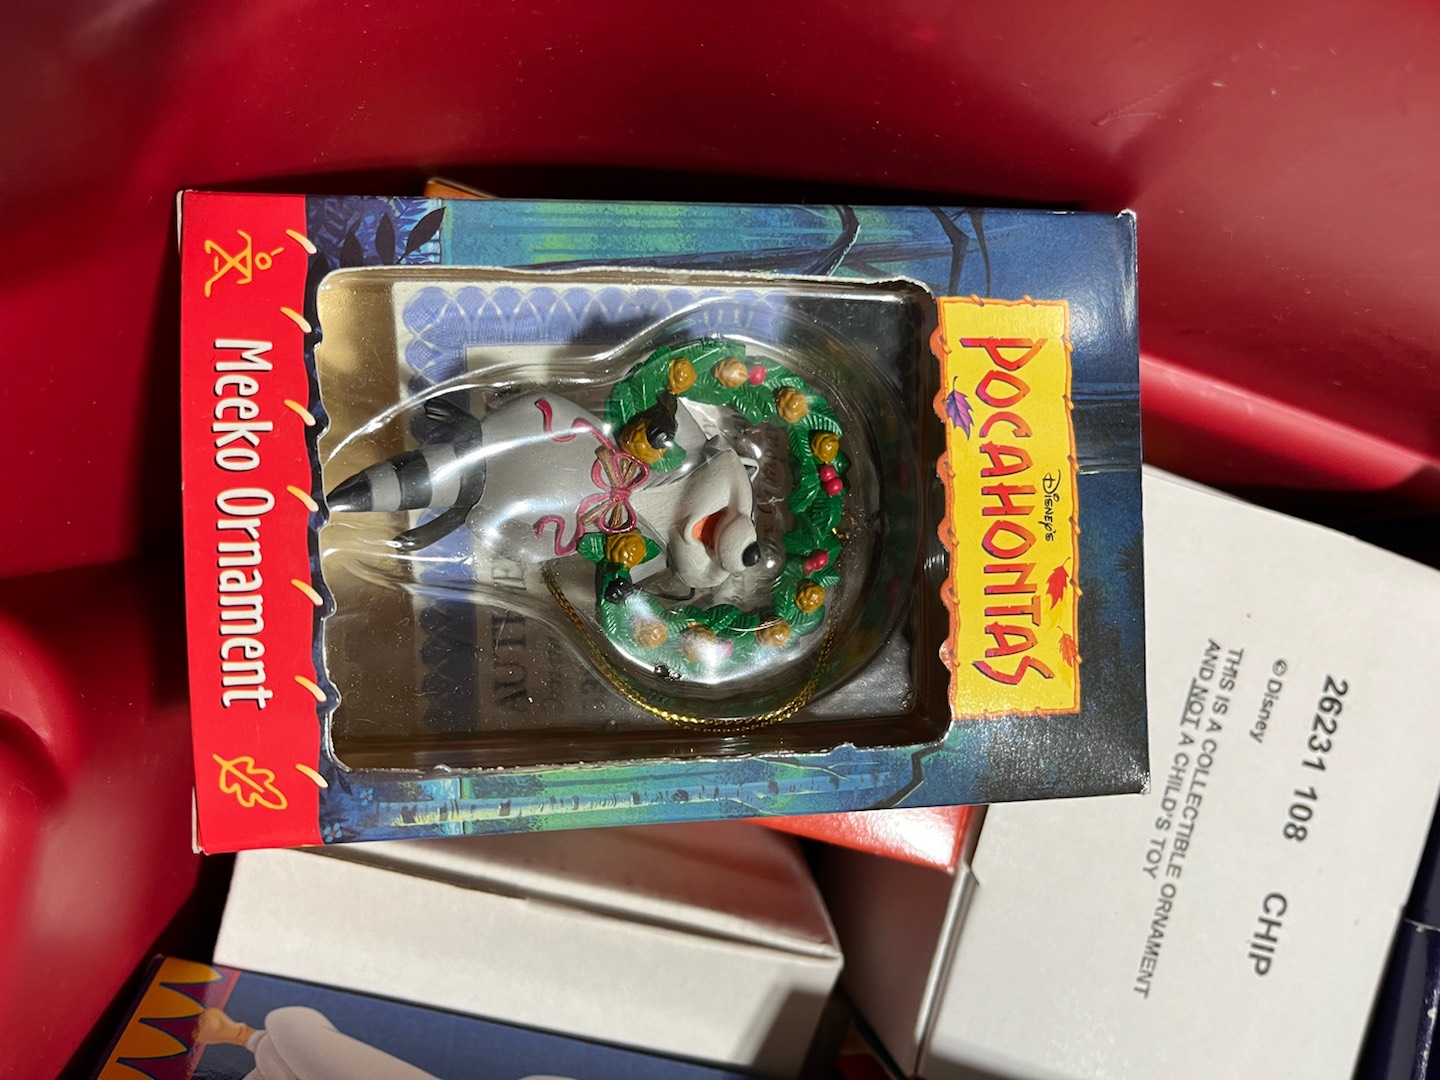 DISNEY'S
POCAHONTAS
Meeko Ornament
26231 108 CHIP
© Disney
THIS IS A COLLECTIBLE ORNAMENT
AND NOT A CHILD'S TOY